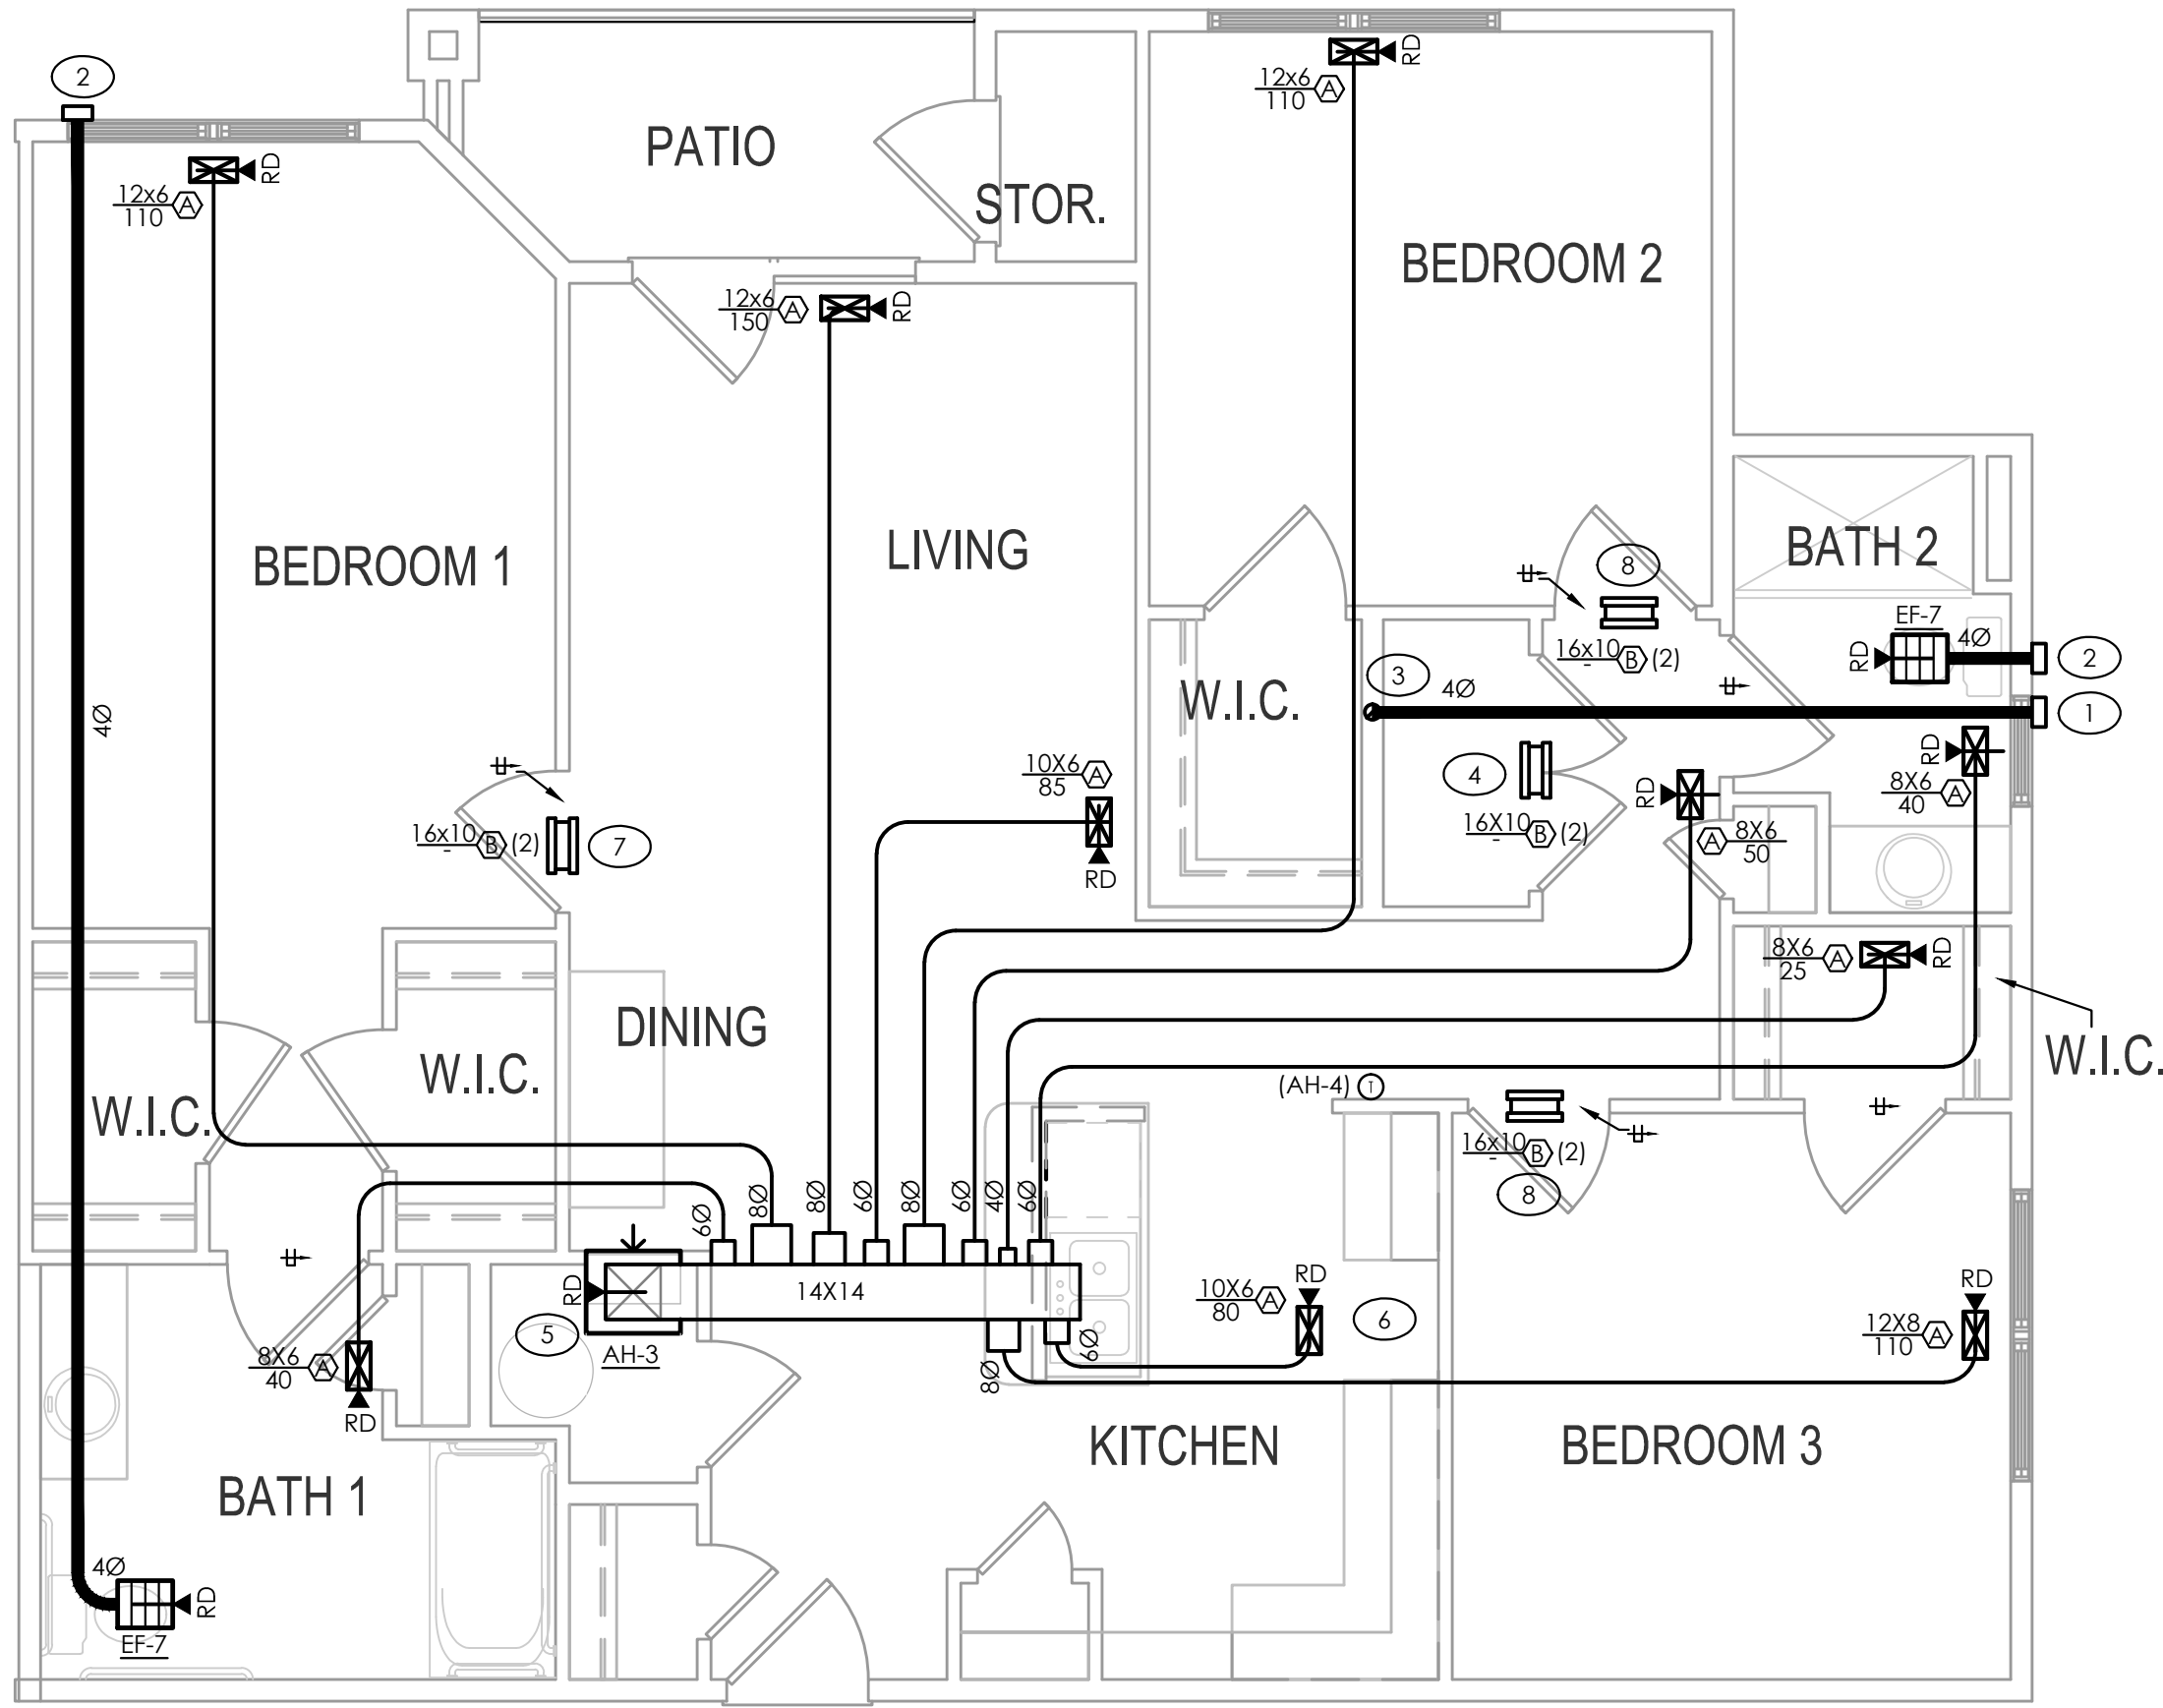 2
RD
12x6 A
110
PATIO
RD
12x6 A
110
STOR.
BEDROOM 2
RD
12x6 A
150
RD
BEDROOM 1
LIVING
BATH 2
8
EF-7
4Ø
RD
2
16x10 B (2)
-
3
4Ø
W.I.C.
1
4Ø
10X6 A
85
RD
4
16X10 B (2)
-
RD
A 8X6
50
RD
8X6 A
40
16x10 B (2)
-
7
8X6 A
25
RD
DINING
W.I.C.
W.I.C.
W.I.C.
(AH-4) T
16x10 B (2)
-
8
6Ø
8Ø
8Ø
6Ø
8Ø
6Ø
4Ø
6Ø
RD
14X14
5
AH-3
10X6 A
80
RD
6
RD
12X8 A
110
8Ø
6Ø
8X6 A
40
RD
KITCHEN
BEDROOM 3
BATH 1
4Ø
RD
EF-7